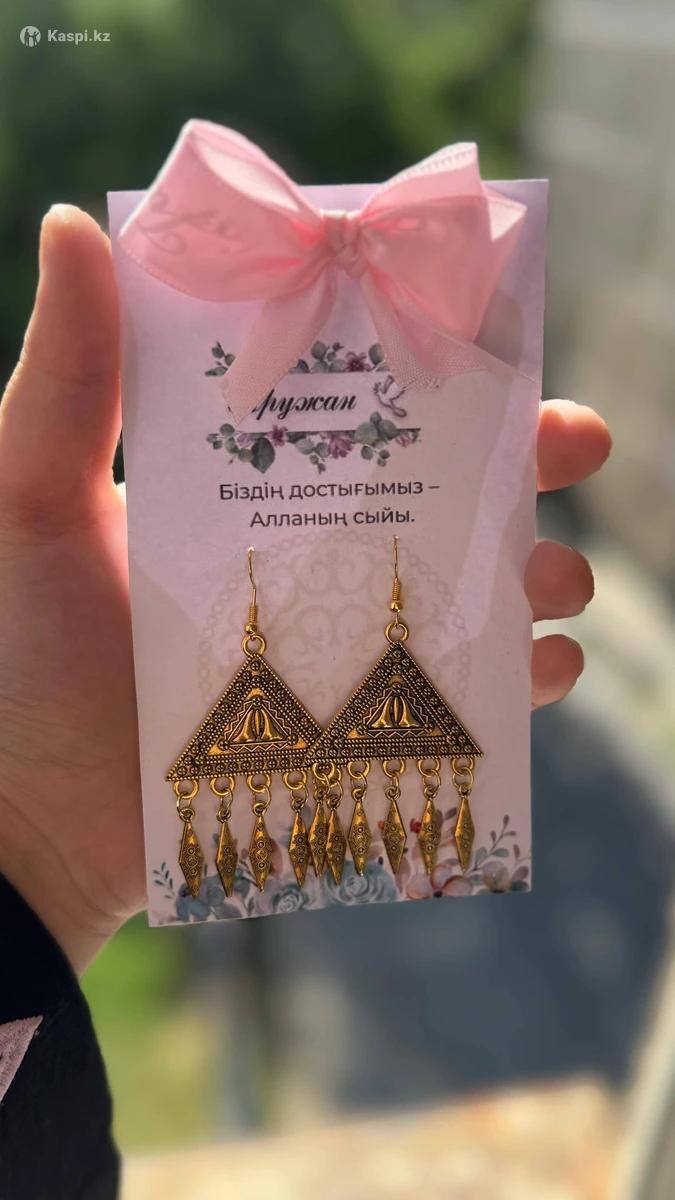 Kaspi.kz
Біздің достығымыз –
Алланың сыйы.